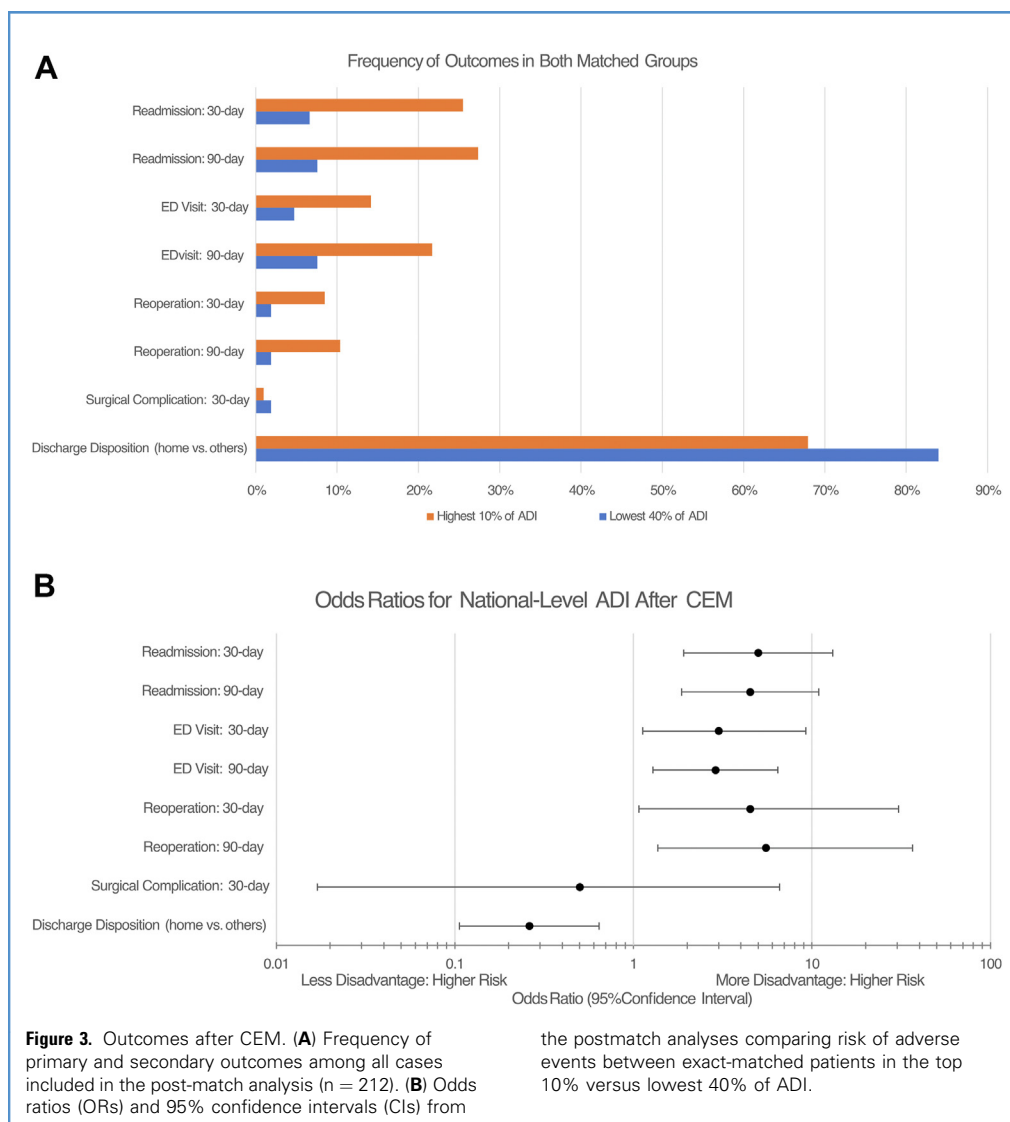 A
Frequency of Outcomes in Both Matched Groups
Readmission: 30-day
Readmission: 90-day
ED Visit: 30-day
EDvisit: 90-day
Reoperation: 30-day
Reoperation: 90-day
Surgical Complication: 30-day
Discharge Disposition (home vs. others)
0% 10% 20% 30% 40% 50% 60% 70% 80% 90%
Highest 10% of ADI Lowest 40% of ADI
B
Odds Ratios for National-Level ADI After CEM
Readmission: 30-day
Readmission: 90-day
ED Visit: 30-day
ED Visit: 90-day
Reoperation: 30-day
Reoperation: 90-day
Surgical Complication: 30-day
Discharge Disposition (home vs. others)
0.01 0.1 1 10 100
Less Disadvantage: Higher Risk More Disadvantage: Higher Risk
Odds Ratio (95%Confidence Interval)
Figure 3. Outcomes after CEM. (A) Frequency of
primary and secondary outcomes among all cases
included in the post-match analysis (n = 212). (B) Odds
ratios (ORs) and 95% confidence intervals (CIs) from
the postmatch analyses comparing risk of adverse
events between exact-matched patients in the top
10% versus lowest 40% of ADI.